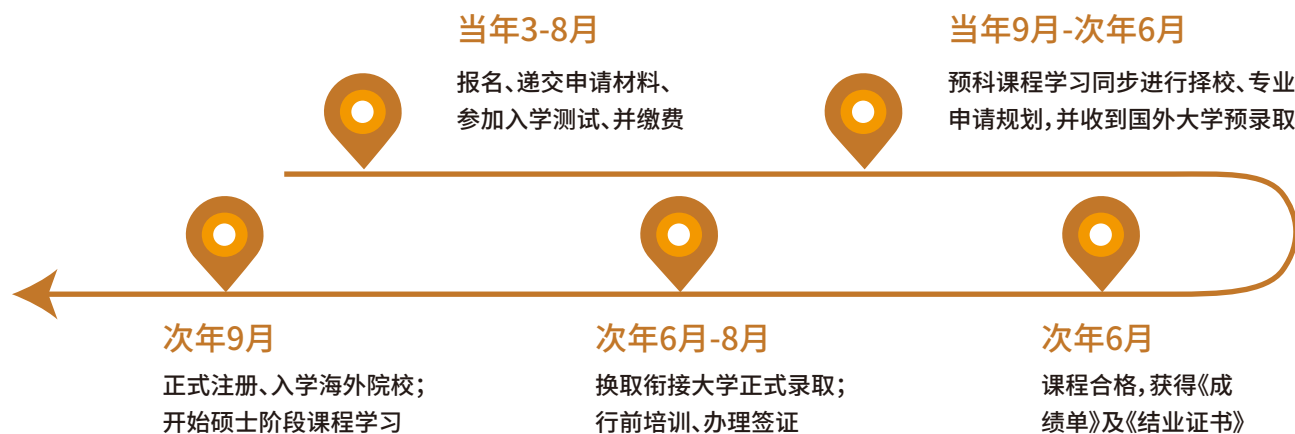 当年3-8月
报名、递交申请材料、
参加入学测试、并缴费
当年9月-次年6月
预科课程学习同步进行择校、专业
申请规划，并收到国外大学预录取
次年6月
课程合格，获得《成
绩单》及《结业证书》
次年6月-8月
换取衔接大学正式录取；
行前培训、办理签证
次年9月
正式注册、入学海外院校；
开始硕士阶段课程学习